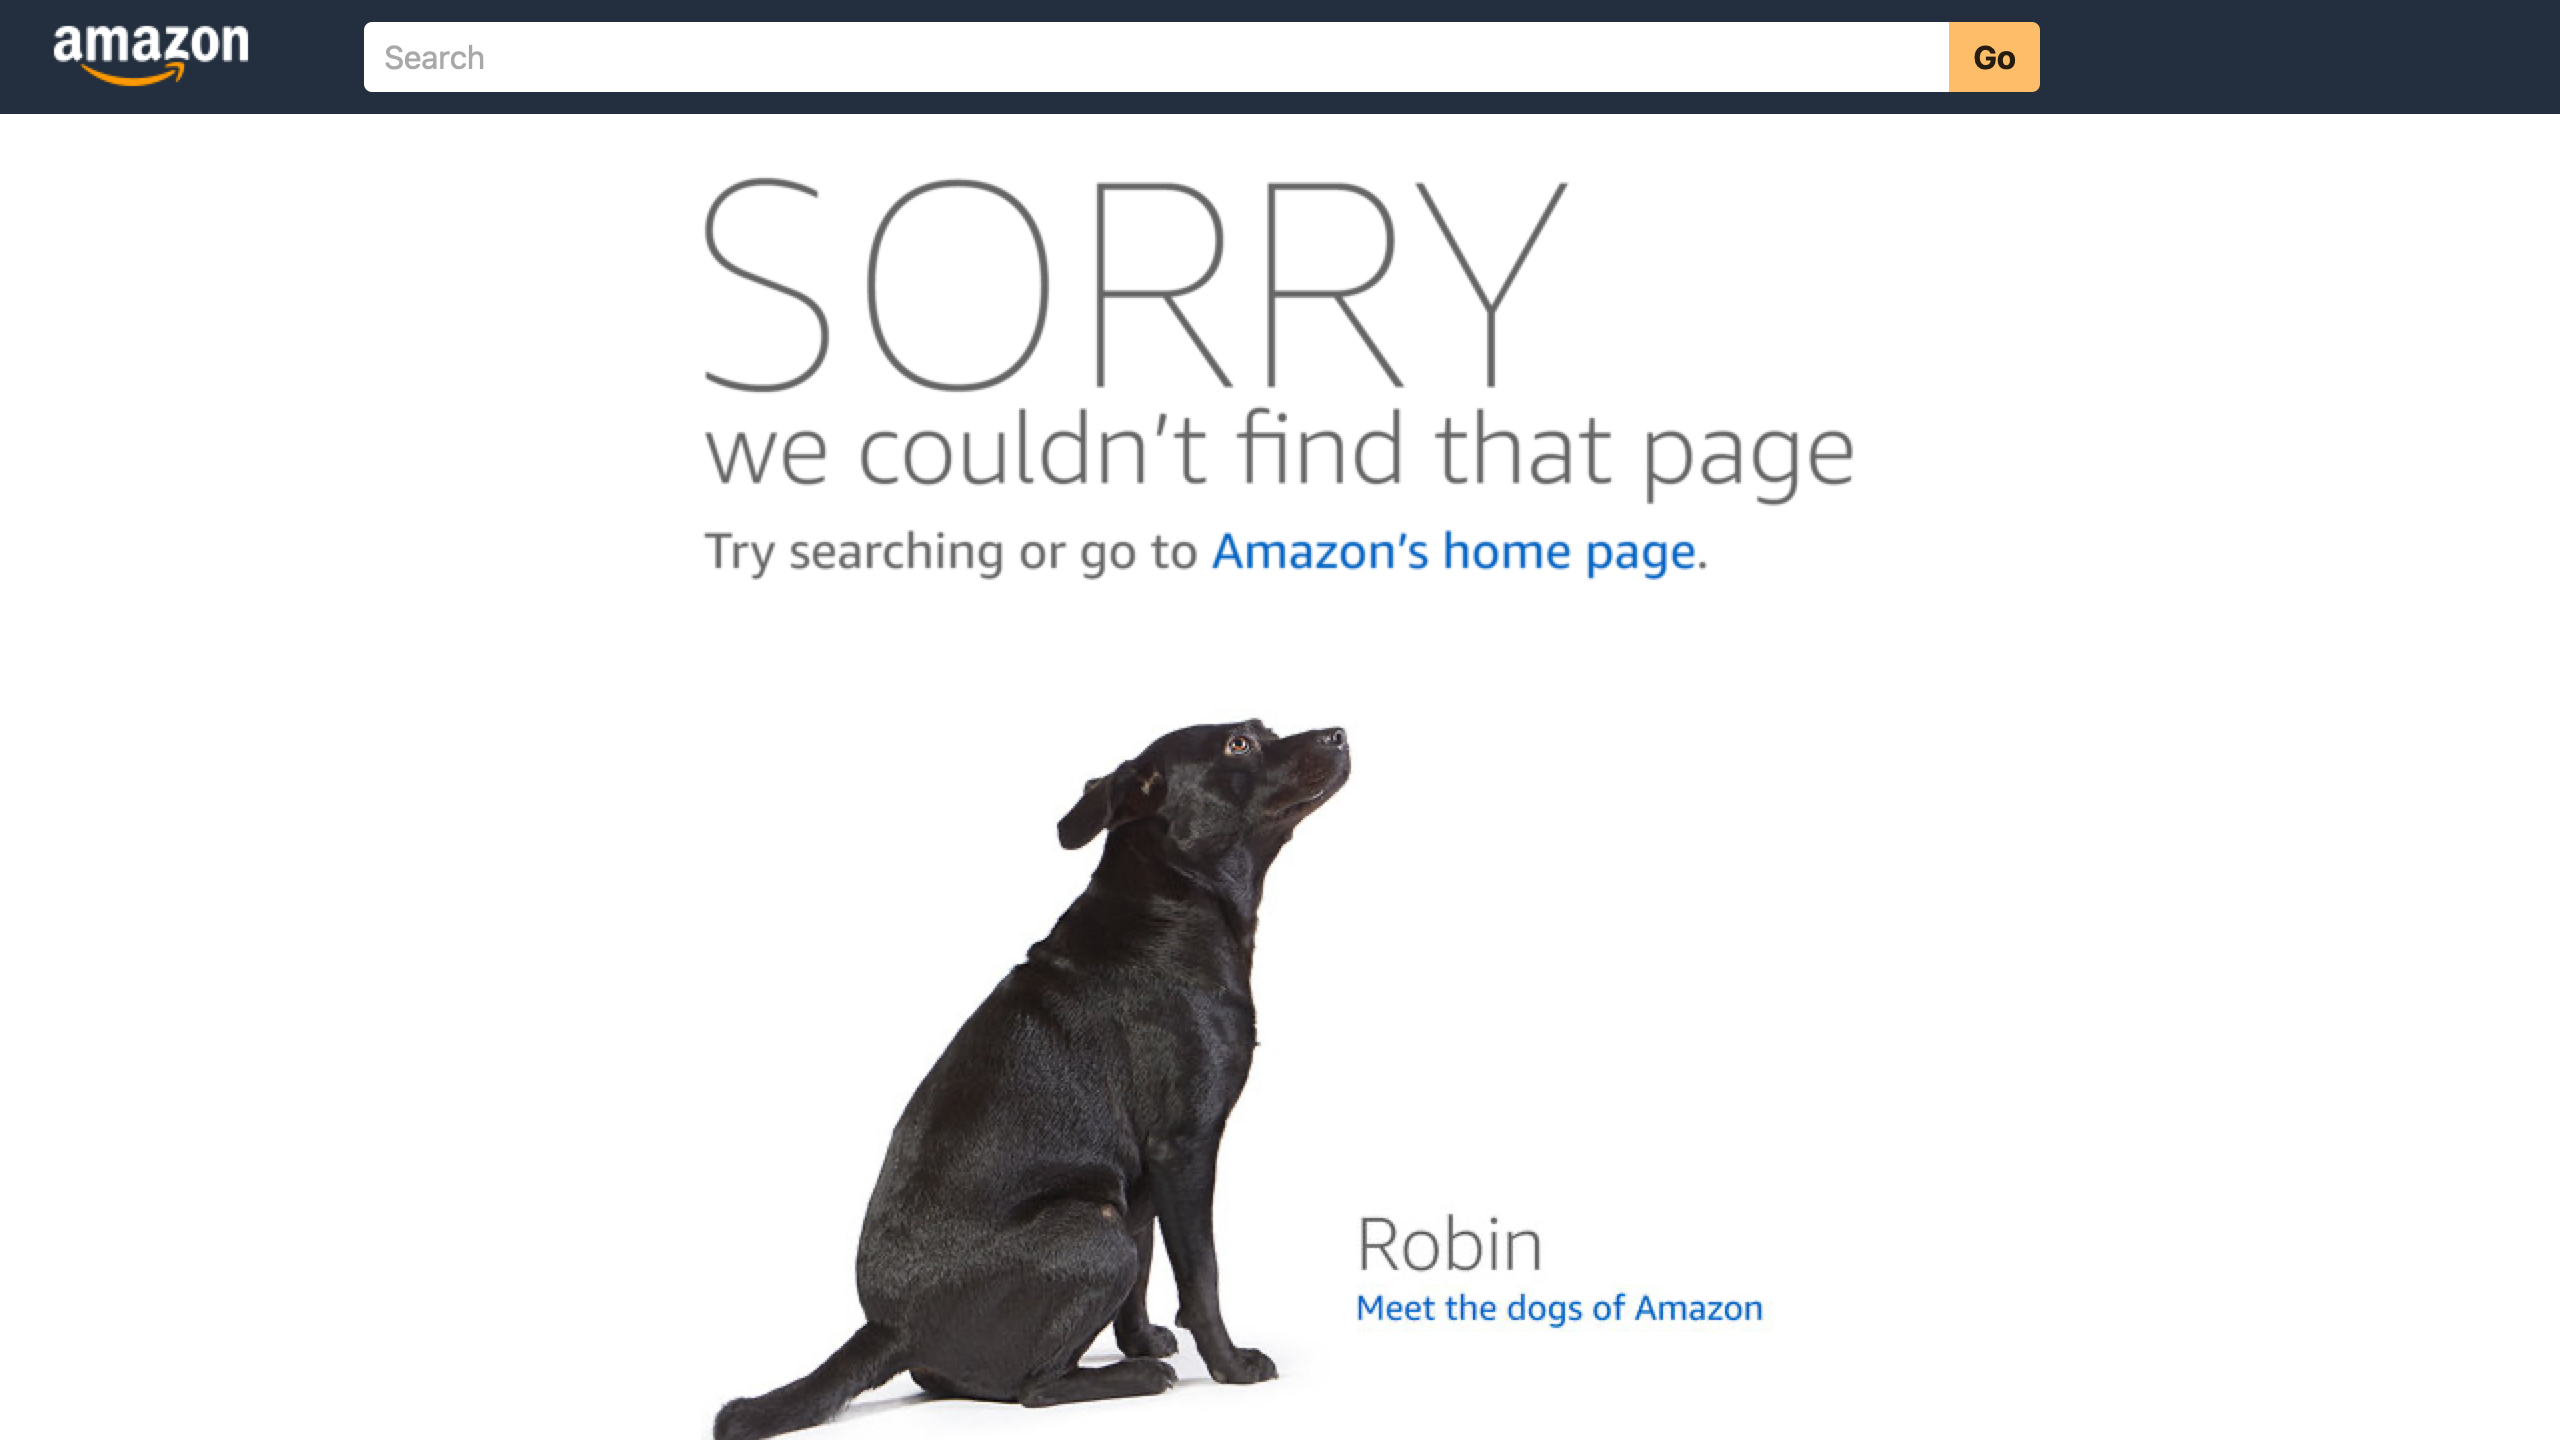 amazon
Search
Go
SORRY
we couldn't find that page
Try searching or go to Amazon's home page.
Robin
Meet the dogs of Amazon